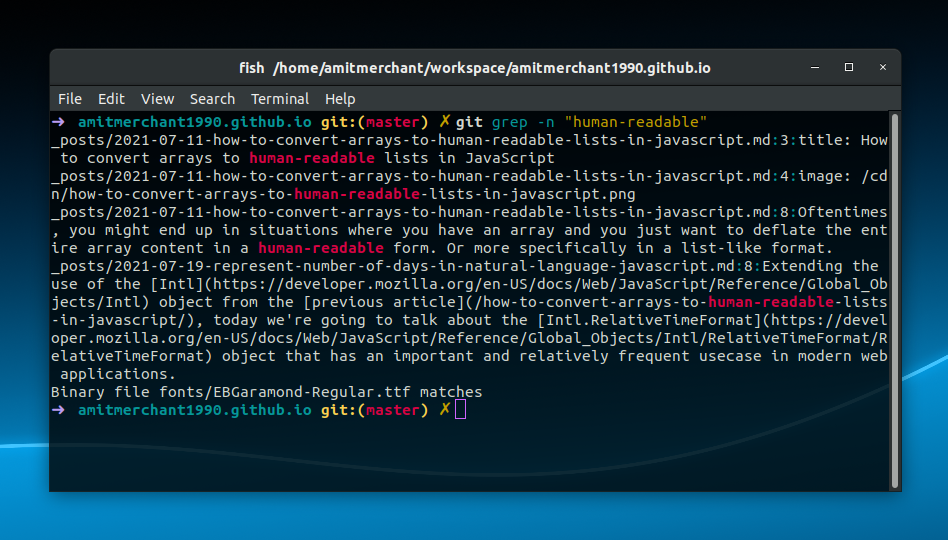 fish  /home/amitmerchant/workspace/amitmerchant1990.github.io
File Edit View Search Terminal Help
➜  amitmerchant1990.github.io git:(master) ✗ git grep -n "human-readable"
_posts/2021-07-11-how-to-convert-arrays-to-human-readable-lists-in-javascript.md:3:title: How
 to convert arrays to human-readable lists in JavaScript
_posts/2021-07-11-how-to-convert-arrays-to-human-readable-lists-in-javascript.md:4:image: /cd
n/how-to-convert-arrays-to-human-readable-lists-in-javascript.png
_posts/2021-07-11-how-to-convert-arrays-to-human-readable-lists-in-javascript.md:8:Oftentimes
, you might end up in situations where you have an array and you just want to deflate the ent
ire array content in a human-readable form. Or more specifically in a list-like format.
_posts/2021-07-19-represent-number-of-days-in-natural-language-javascript.md:8:Extending the
use of the [Intl](https://developer.mozilla.org/en-US/docs/Web/JavaScript/Reference/Global_Ob
jects/Intl) object from the [previous article](/how-to-convert-arrays-to-human-readable-lists
-in-javascript/), today we're going to talk about the [Intl.RelativeTimeFormat](https://devel
oper.mozilla.org/en-US/docs/Web/JavaScript/Reference/Global_Objects/Intl/RelativeTimeFormat/R
elativeTimeFormat) object that has an important and relatively frequent usecase in modern web
 applications.
Binary file fonts/EBGaramond-Regular.ttf matches
➜  amitmerchant1990.github.io git:(master) ✗